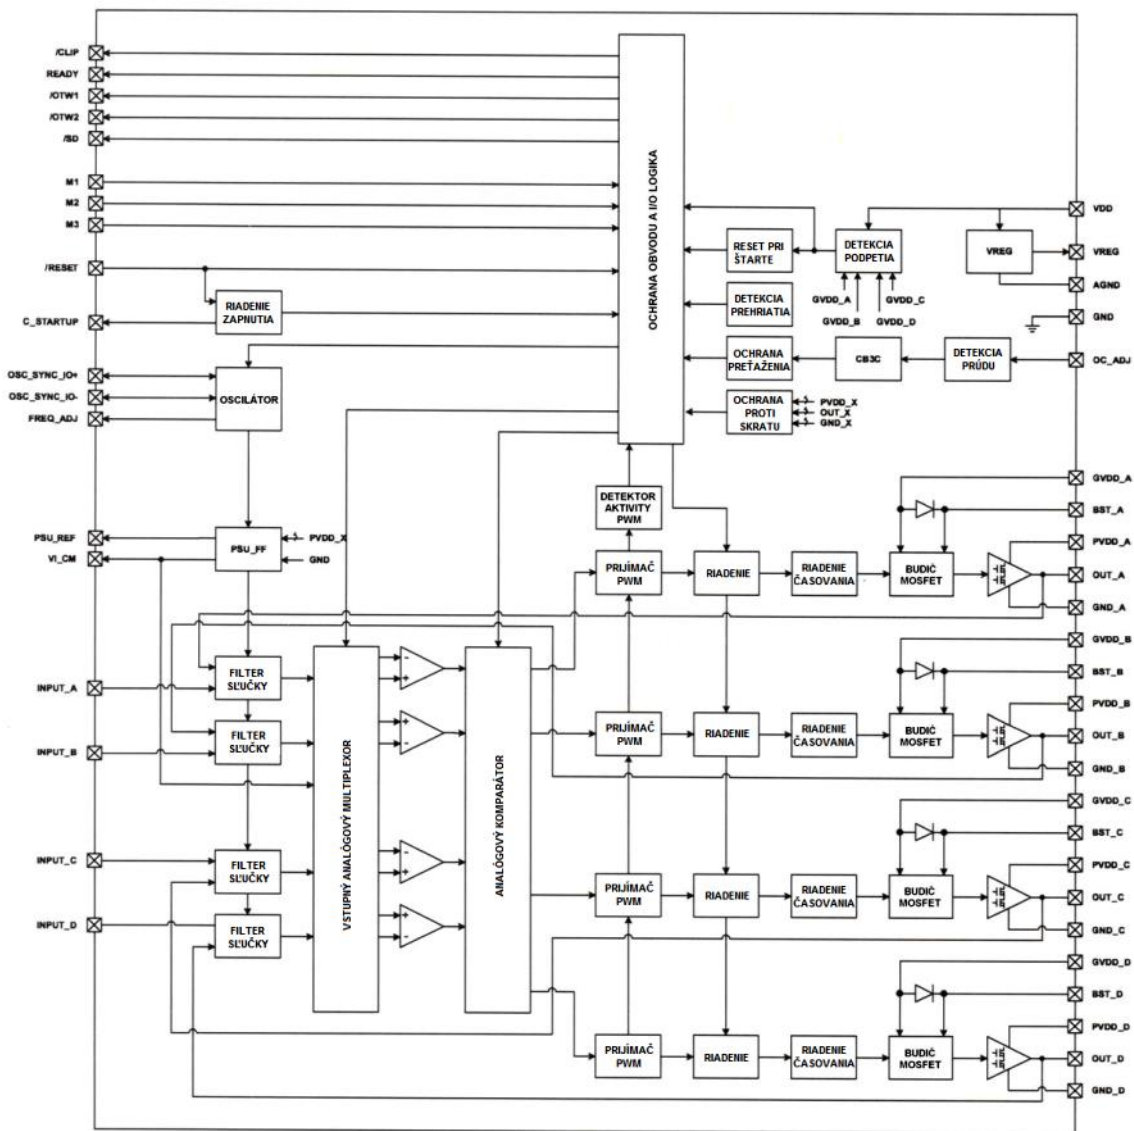 /CLIP
READY
/OTW1
/OTW2
/SD
M1
M2
M3
/RESET
C_STARTUP
RIADENIE
ZAPNUTIA
OSC_SYNC_IO+
OSC_SYNC_IO-
FREQ_ADJ
OSCILÁTOR
OCHRANA OBVODU A I/O LOGIKA
RESET PRI
ŠTARTE
DETEKCIA
PODPETIA
VREG
VDD
VREG
AGND
GND
OC_ADJ
GVDD_A
GVDD_C
GVDD_B
GVDD_D
DETEKCIA
PREHRIATIA
OCHRANA
PREŤAŽENIA
CB3C
DETEKCIA
PRÚDU
OCHRANA
PROTI
SKRATU
PVDD_X
OUT_X
GND_X
DETEKTOR
AKTIVITY
PWM
PSU_REF
VI_CM
PSU_FF
PVDD_X
GND
PRIJÍMAČ
PWM
RIADENIE
RIADENIE
ČASOVANIA
BUDIČ
MOSFET
GVDD_A
BST_A
PVDD_A
OUT_A
GND_A
INPUT_A
FILTER
SĽUČKY
INPUT_B
FILTER
SĽUČKY
INPUT_C
FILTER
SĽUČKY
INPUT_D
FILTER
SĽUČKY
VSTUPNÝ ANALÓGOVÝ MULTIPLEXOR
-
+
+
-
-
+
+
-
ANALÓGOVÝ KOMPARÁTOR
PRIJÍMAČ
PWM
RIADENIE
RIADENIE
ČASOVANIA
BUDIČ
MOSFET
GVDD_B
BST_B
PVDD_B
OUT_B
GND_B
PRIJÍMAČ
PWM
RIADENIE
RIADENIE
ČASOVANIA
BUDIČ
MOSFET
GVDD_C
BST_C
PVDD_C
OUT_C
GND_C
PRIJÍMAČ
PWM
RIADENIE
RIADENIE
ČASOVANIA
BUDIČ
MOSFET
GVDD_D
BST_D
PVDD_D
OUT_D
GND_D